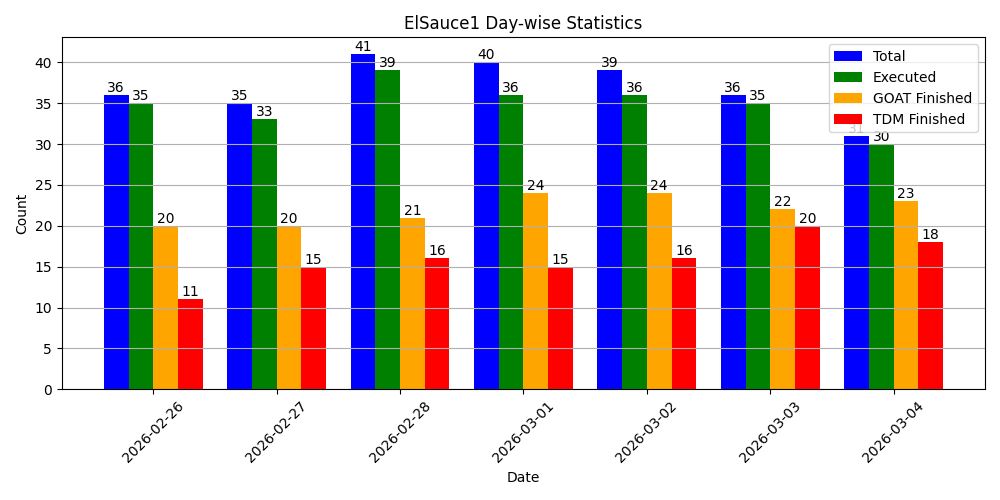 ElSauce1 Day-wise Statistics
Total
Executed
GOAT Finished
TDM Finished
Count
40
35
30
25
20
15
10
5
0
36 35 20 11
35 33 20 15
41 39 21 16
40 36 24 15
39 36 24 16
36 35 22 20
31 30 23 18
2026-02-26
2026-02-27
2026-02-28
2026-03-01
2026-03-02
2026-03-03
2026-03-04
Date